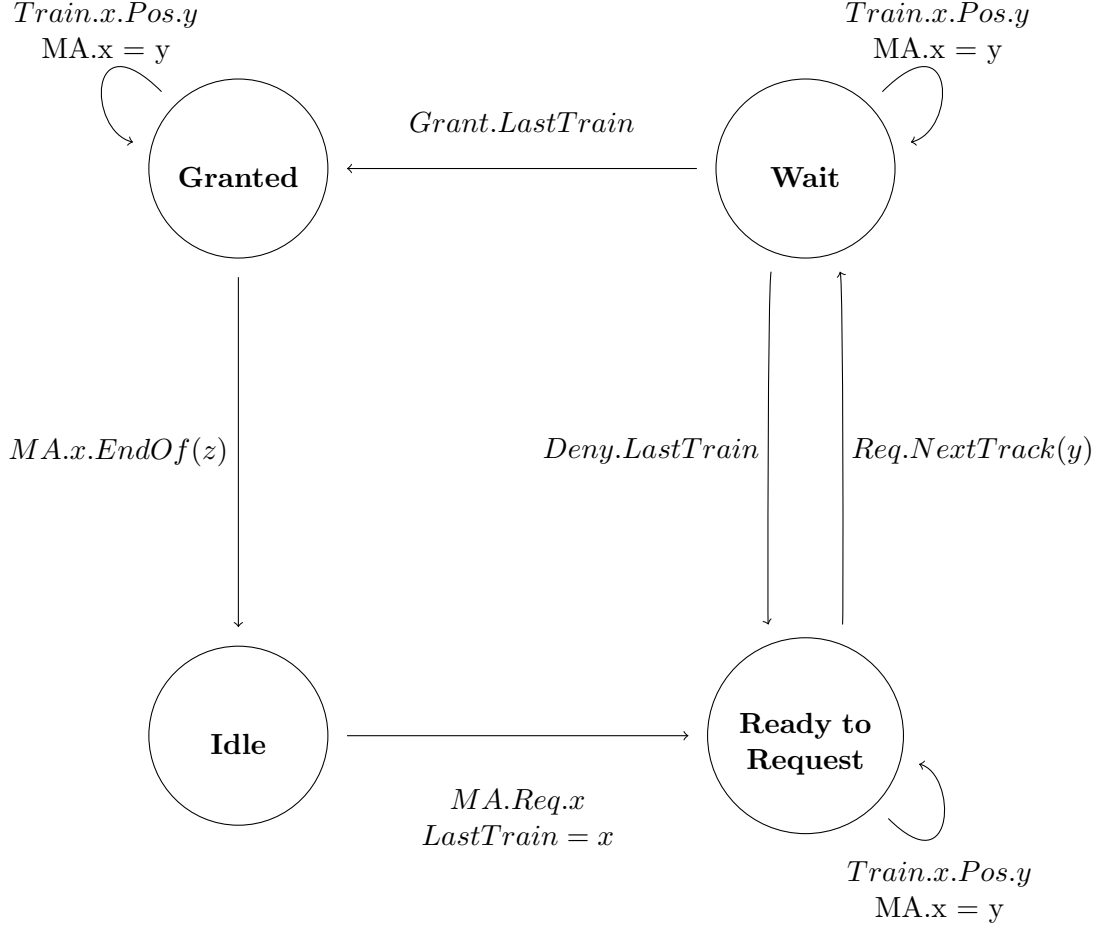 Train.x.Pos.y
MA.x = y
Train.x.Pos.y
MA.x = y
Grant.LastTrain
Granted
Wait
MA.x.EndOf(z)
Deny.LastTrain
Req.NextTrack(y)
Idle
Ready to
Request
MA.Req.x
LastTrain = x
Train.x.Pos.y
MA.x = y